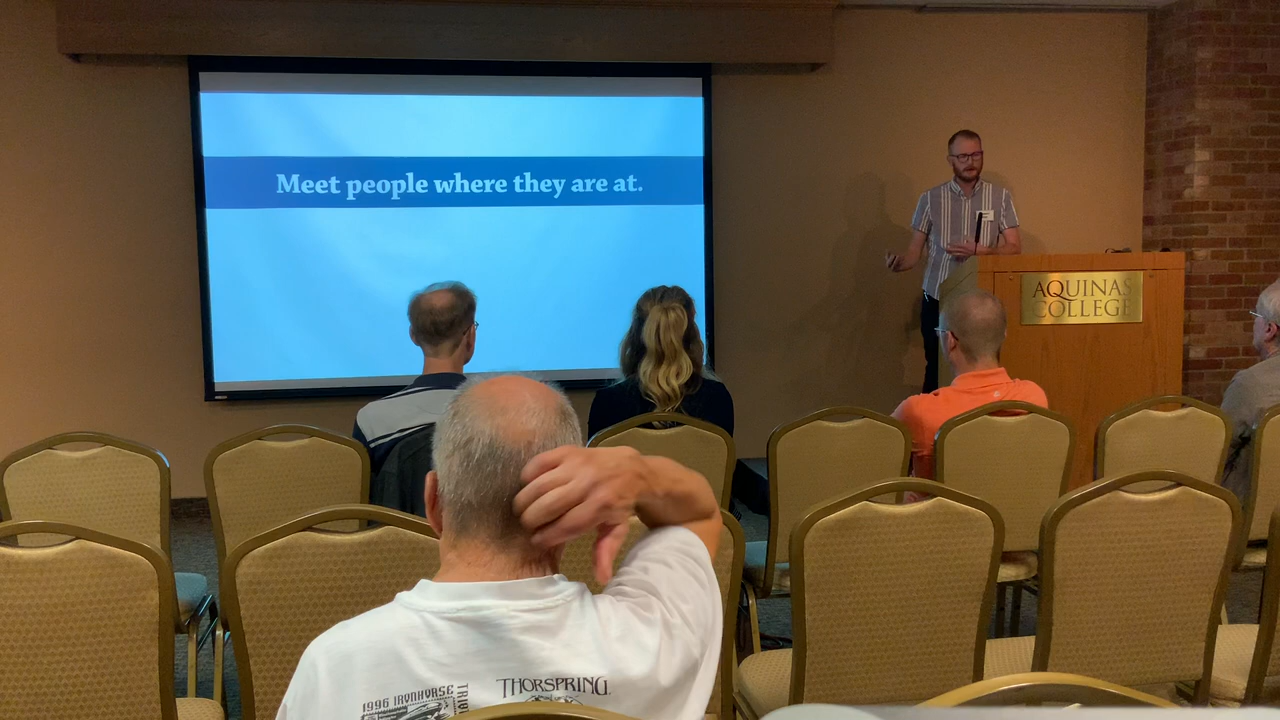 Meet people where they are at.
AQUINAS
COLLEGE
1996 IRONHORSE
THORSPRING